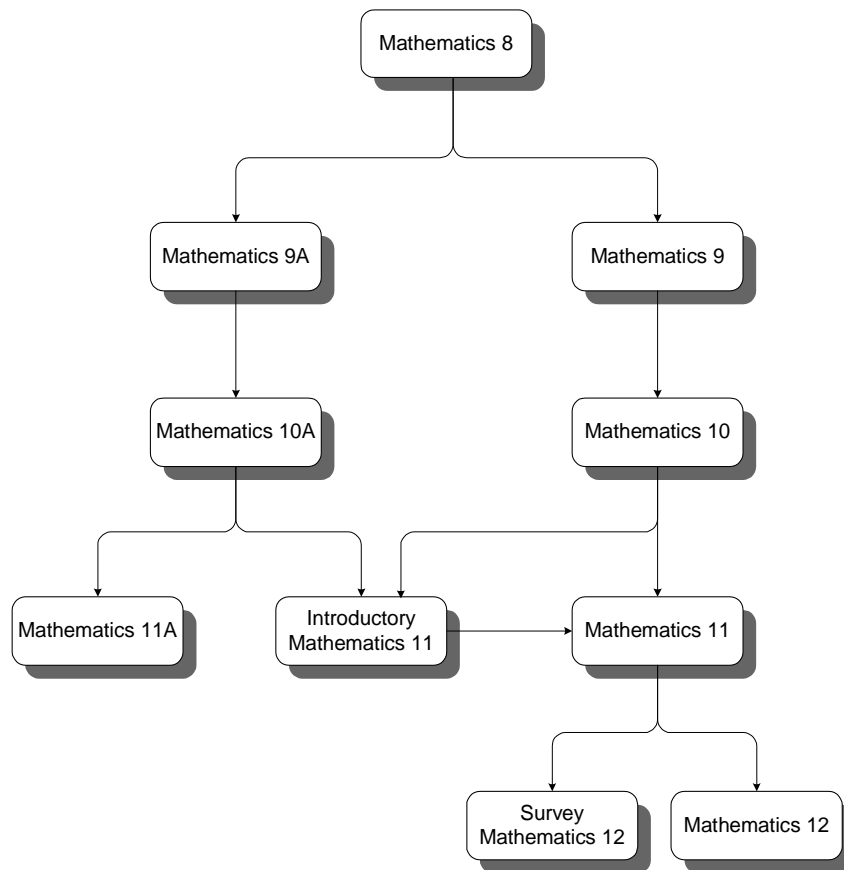 Mathematics 8
Mathematics 9A
Mathematics 9
Mathematics 10A
Mathematics 10
Mathematics 11A
Introductory
Mathematics 11
Mathematics 11
Survey
Mathematics 12
Mathematics 12